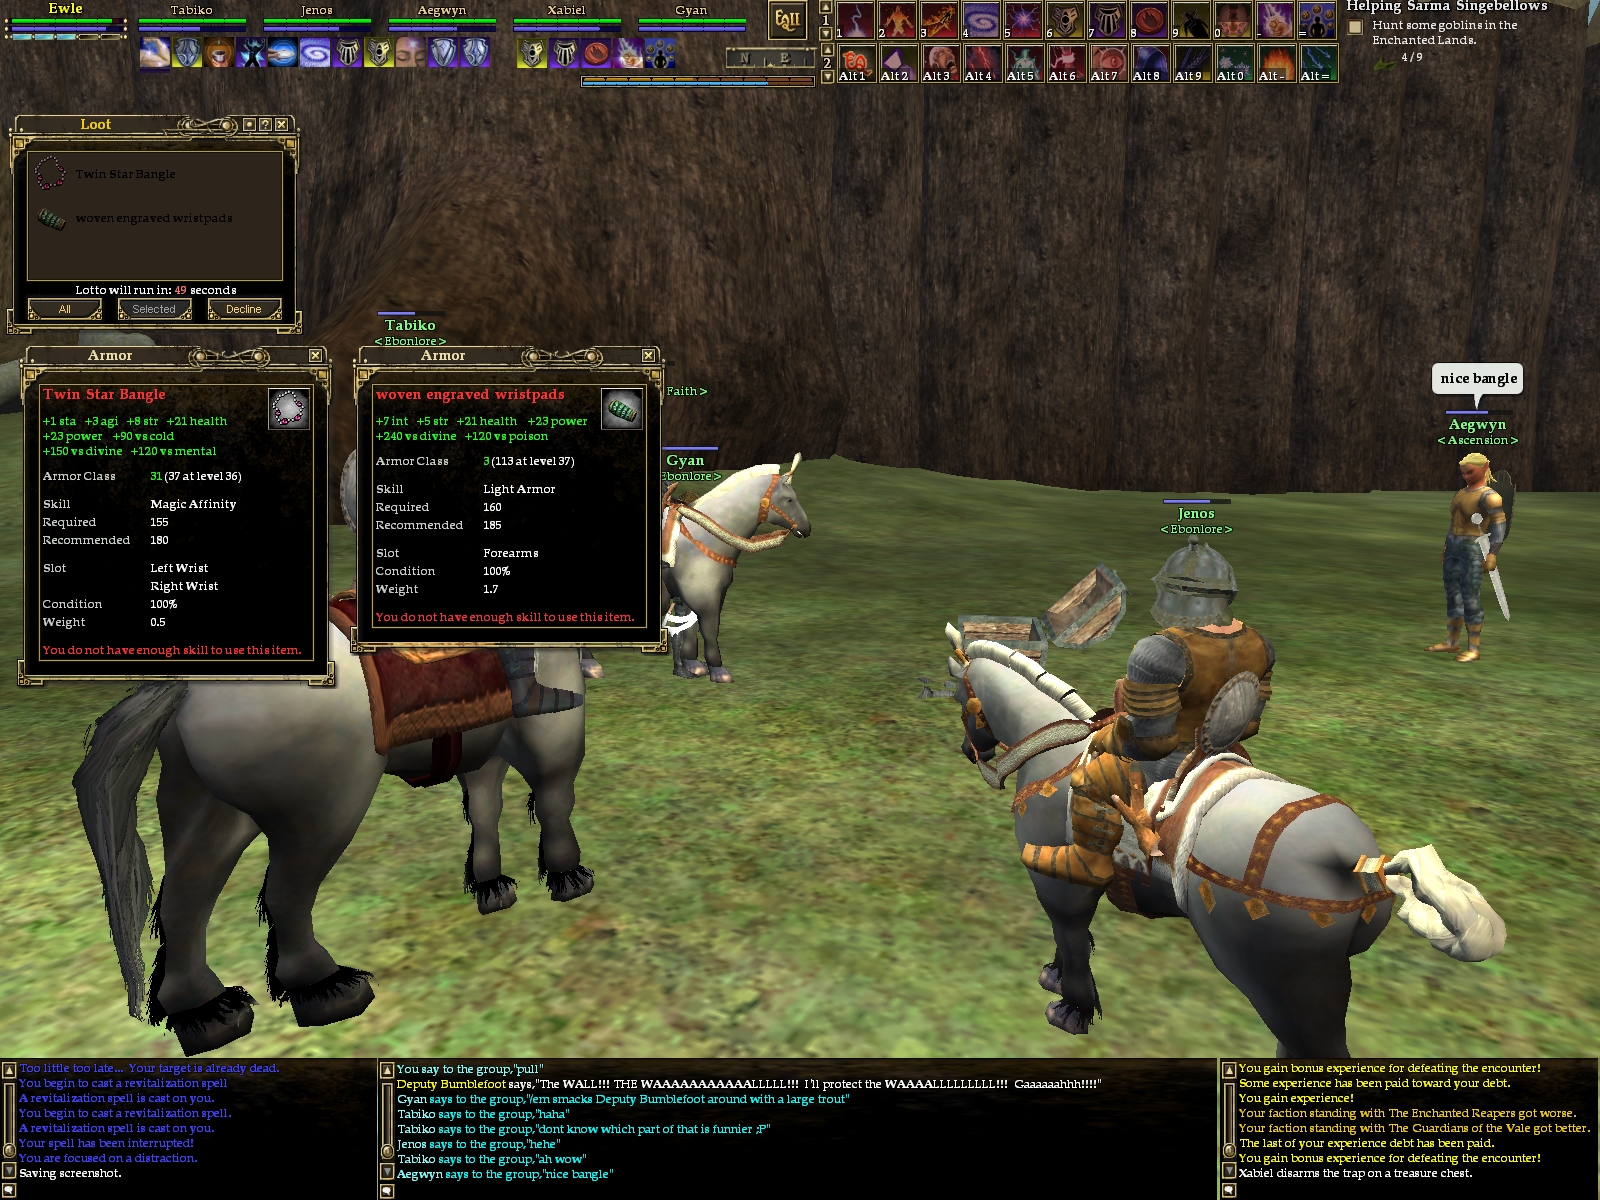 Ewle
Tabiko
Jenos
Aegwyn
Xabiel
Gyan
EQII
N E
1
1 2 3 4 5 6 7 8 9 0 - =
2
Alt1 Alt2 Alt3 Alt4 Alt5 Alt6 Alt7 Alt8 Alt9 Alt0 Alt- Alt=
Helping Sarma Singebellows
Hunt some goblins in the
Enchanted Lands.
4/9
Loot
?
Twin Star Bangle
woven engraved wristpads
Lotto will run in: 49 seconds
All
Selected
Decline
Tabiko
<Ebonlore>
Armor
Twin Star Bangle
+1 sta +3 agi +8 str +21 health
+23 power +90 vs cold
+150 vs divine +120 vs mental
Armor Class 31 (37 at level 36)
Skill Magic Affinity
Required 155
Recommended 180
Slot Left Wrist
Right Wrist
Condition 100%
Weight 0.5
You do not have enough skill to use this item.
Armor
woven engraved wristpads
+7 int +5 str +21 health +23 power
+240 vs divine +120 vs poison
Armor Class 3 (113 at level 37)
Skill Light Armor
Required 160
Recommended 185
Slot Forearms
Condition 100%
Weight 1.7
You do not have enough skill to use this item.
Faith>
Gyan
Ebonlore>
nice bangle
Aegwyn
<Ascension>
Jenos
<Ebonlore>
Too little too late... Your target is already dead.
You begin to cast a revitalization spell
A revitalization spell is cast on you.
You begin to cast a revitalization spell.
A revitalization spell is cast on you.
Your spell has been interrupted!
You are focused on a distraction.
Saving screenshot.
You say to the group,"pull"
Deputy Bumblefoot says,"The WALL!!! THE WAAAAAAAAAAALLLLL!!! I'll protect the WAAAALLLLLLLLL!!! Gaaaaaahhh!!!!"
Gyan says to the group,"/em smacks Deputy Bumblefoot around with a large trout"
Tabiko says to the group,"haha"
Tabiko says to the group,"dont know which part of that is funnier ;P"
Jenos says to the group,"hehe"
Tabiko says to the group,"ah wow"
Aegwyn says to the group,"nice bangle"
You gain bonus experience for defeating the encounter!
Some experience has been paid toward your debt.
You gain experience!
Your faction standing with The Enchanted Reapers got worse.
Your faction standing with The Guardians of the Vale got better.
The last of your experience debt has been paid.
You gain bonus experience for defeating the encounter!
Xabiel disarms the trap on a treasure chest.